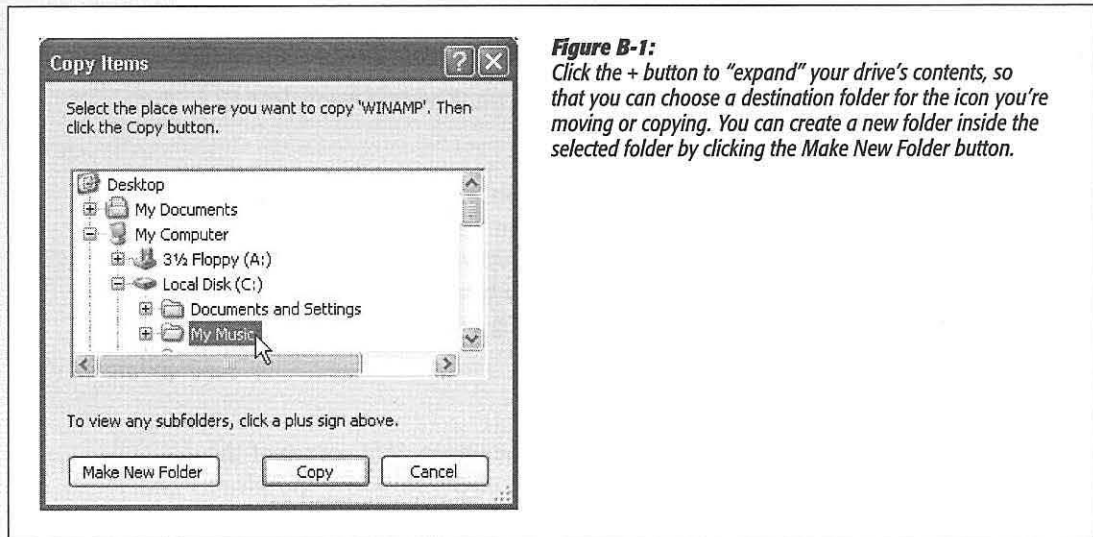 Copy Items
Select the place where you want to copy 'WINAMP'. Then
click the Copy button.
Desktop
My Documents
My Computer
3½ Floppy (A:)
Local Disk (C:)
Documents and Settings
My Music
To view any subfolders, click a plus sign above.
Make New Folder
Copy
Cancel
Figure B-1:
Click the + button to “expand” your drive’s contents, so
that you can choose a destination folder for the icon you’re
moving or copying. You can create a new folder inside the
selected folder by clicking the Make New Folder button.